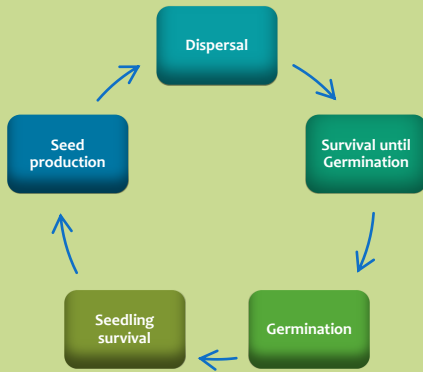 Dispersal
Survival until
Germination
Germination
Seedling
survival
Seed
production